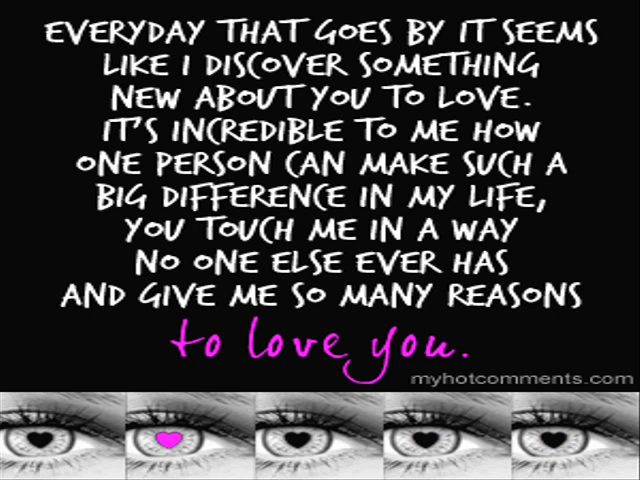 EVERYDAY THAT GOES BY IT SEEMS
LIKE I DISCOVER SOMETHING
NEW ABOUT YOU TO LOVE.
IT'S INCREDIBLE TO ME HOW
ONE PERSON CAN MAKE SUCH A
BIG DIFFERENCE IN MY LIFE,
YOU TOUCH ME IN A WAY
NO ONE ELSE EVER HAS
AND GIVE ME SO MANY REASONS
to love you.
myhotcomments.com